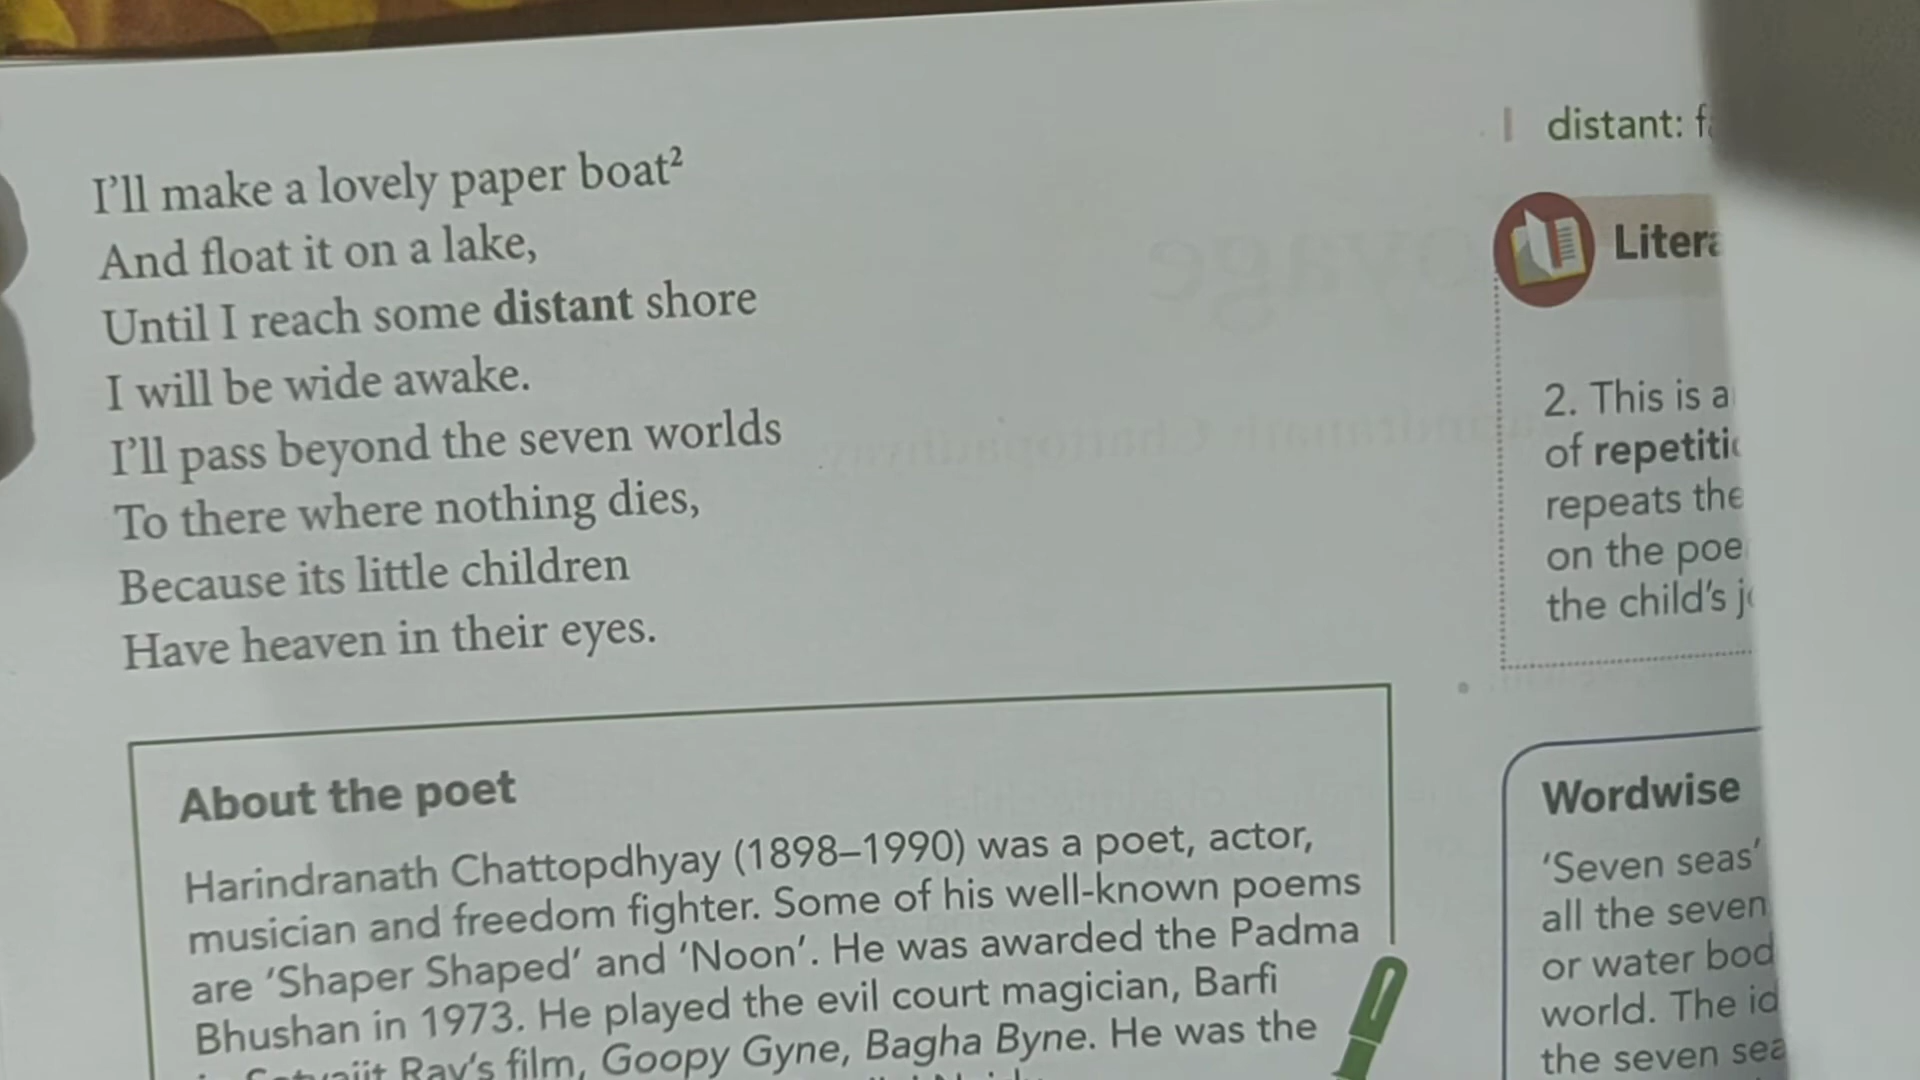 I'll make a lovely paper boat²
And float it on a lake,
Until I reach some distant shore
I will be wide awake.
I'll pass beyond the seven worlds
To there where nothing dies,
Because its little children
Have heaven in their eyes.
About the poet
Harindranath Chattopdhyay (1898–1990) was a poet, actor,
musician and freedom fighter. Some of his well-known poems
are 'Shaper Shaped' and 'Noon'. He was awarded the Padma
Bhushan in 1973. He played the evil court magician, Barfi
Ray's film, Goopy Gyne, Bagha Byne. He was the
distant:
2. This is a
of
repeats the
on the
the child's
Wordwise
'Seven seas'
all the seven
or water
world. The
the seven